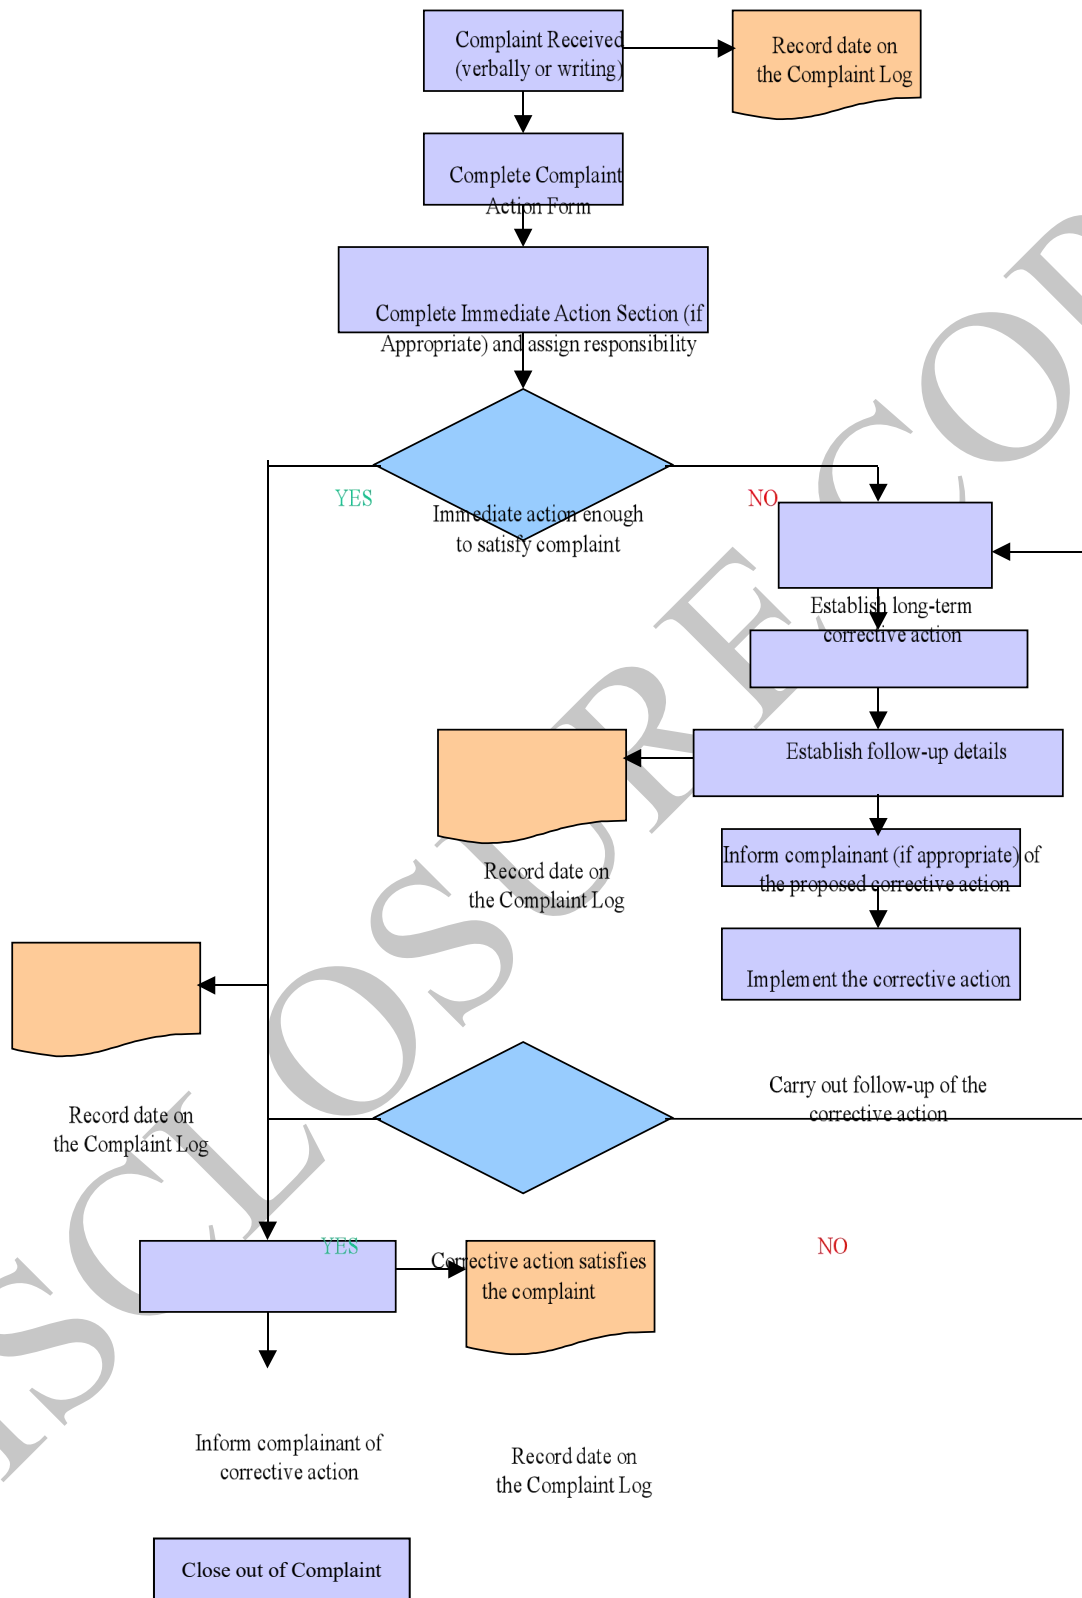 Complaint Received
(verbally or writing)
Record date on
the Complaint Log
Complete Complaint
Action Form
Complete Immediate Action Section (if
Appropriate) and assign responsibility
YES
NO
Immediate action enough
to satisfy complaint
Establish long-term
corrective action
Establish follow-up details
Record date on
the Complaint Log
Inform complainant (if appropriate) of
the proposed corrective action
Implement the corrective action
Record date on
the Complaint Log
Carry out follow-up of the
corrective action
YES
NO
Corrective action satisfies
the complaint
Inform complainant of
corrective action
Record date on
the Complaint Log
Close out of Complaint
ISCLOSURE COP